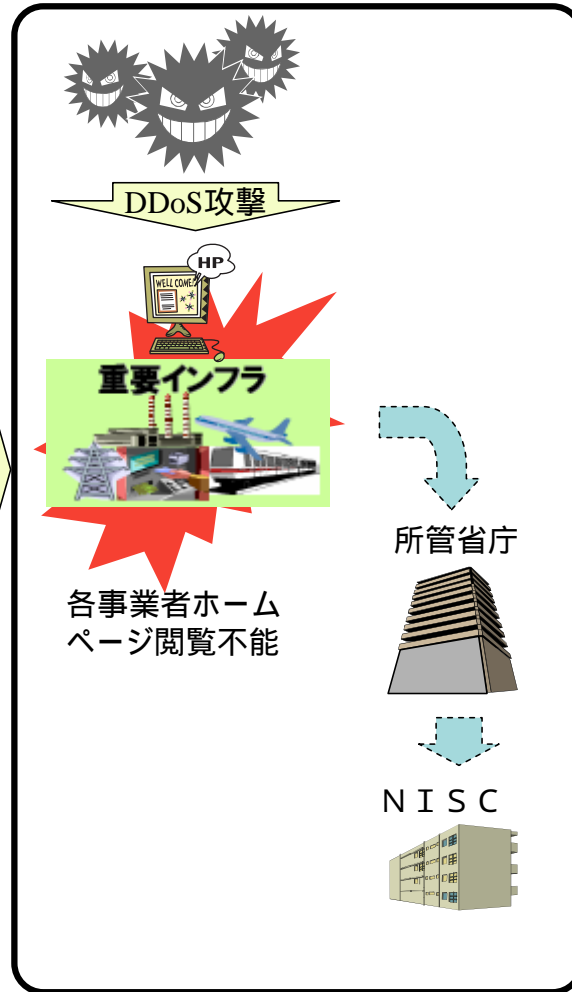 DDoS攻撃
HP
WELL COME!
重要インフラ
各事業者ホーム
ページ閲覧不能
所管省庁
ＮＩＳＣ